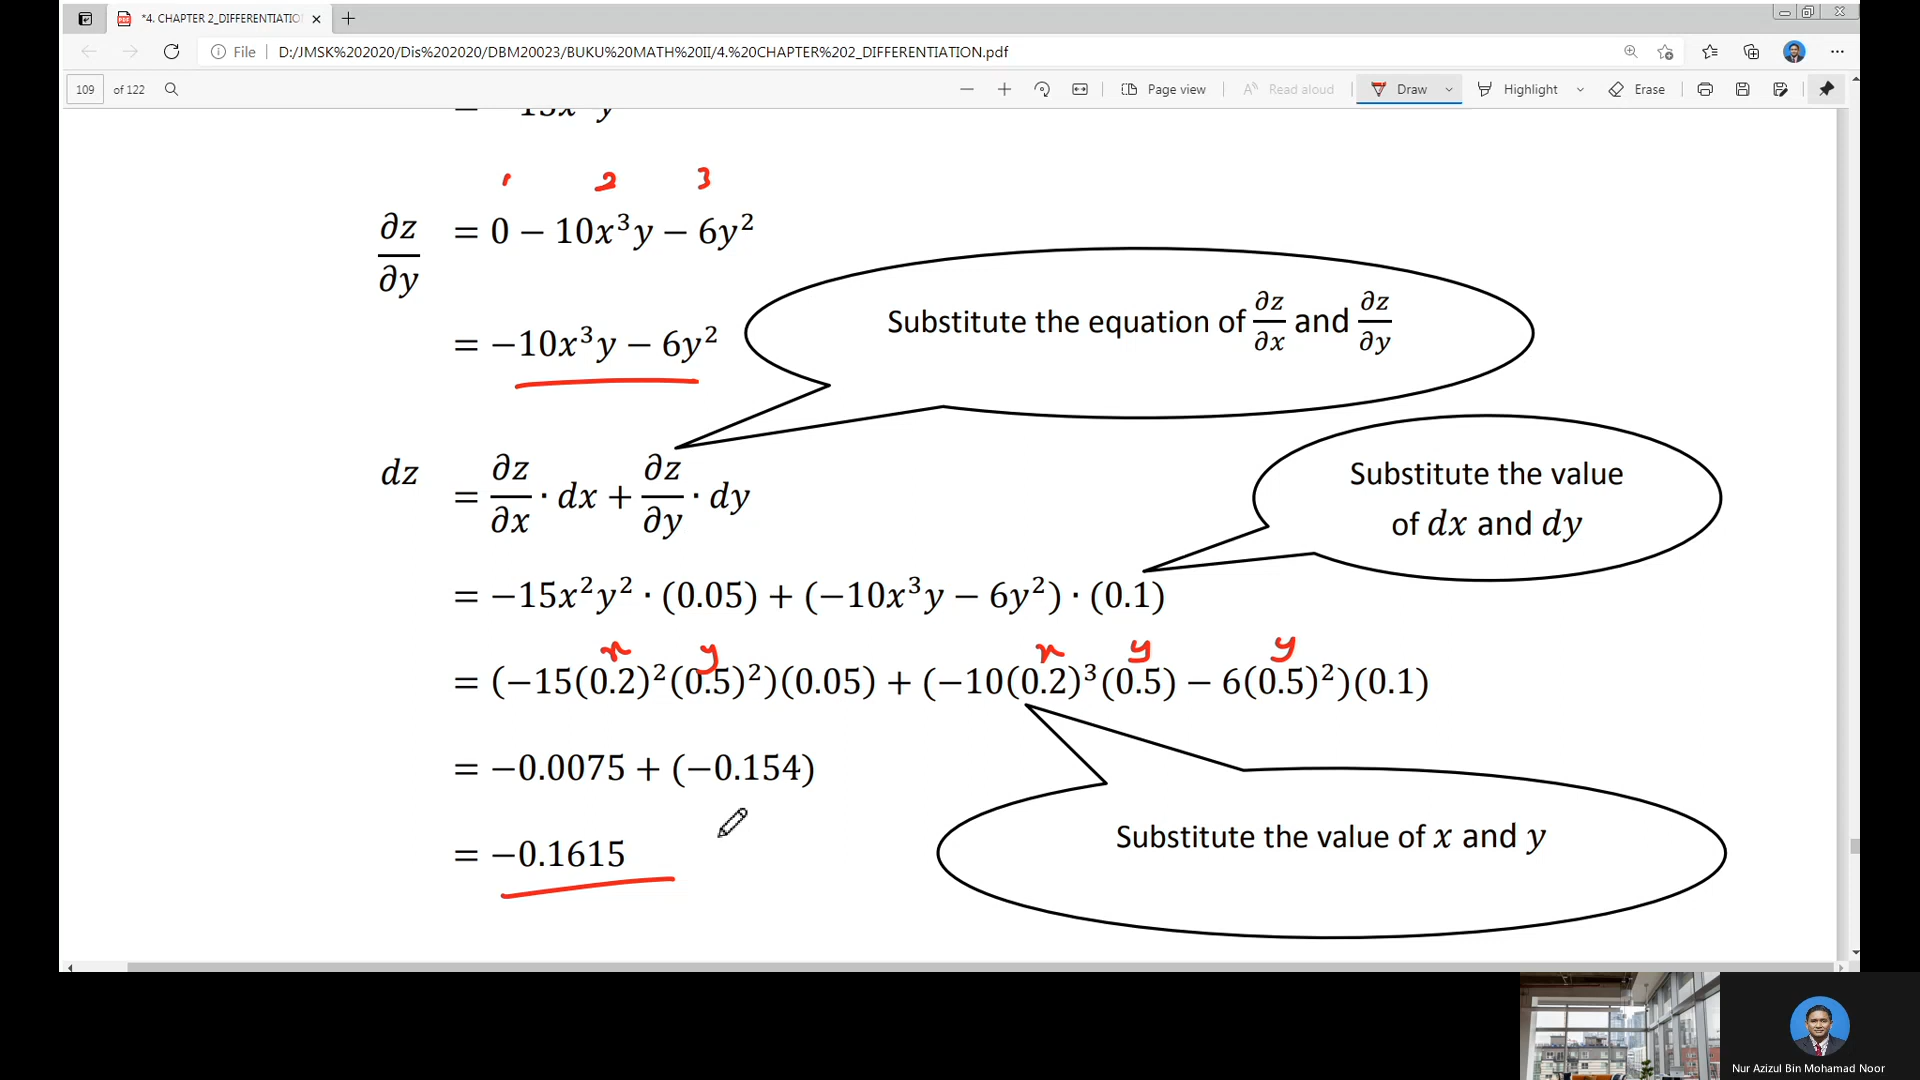 *4. CHAPTER 2_DIFFERENTIATIO
File | D:/JMSK%202020/Dis%202020/DBM20023/BUKU%20MATH%20II/4.%20CHAPTER%202_DIFFERENTIATION.pdf
109 of 122 Page view Read aloud Draw Highlight Erase
1 2 3
∂z/∂y = 0 − 10x³y − 6y²
= −10x³y − 6y²
Substitute the equation of ∂z/∂x and ∂z/∂y
dz = ∂z/∂x · dx + ∂z/∂y · dy
Substitute the value
of dx and dy
= −15x²y² · (0.05) + (−10x³y − 6y²) · (0.1)
x y x y y
= (−15(0.2)²(0.5)²)(0.05) + (−10(0.2)³(0.5) − 6(0.5)²)(0.1)
= −0.0075 + (−0.154)
Substitute the value of x and y
= −0.1615
Nur Azizul Bin Mohamad Noor